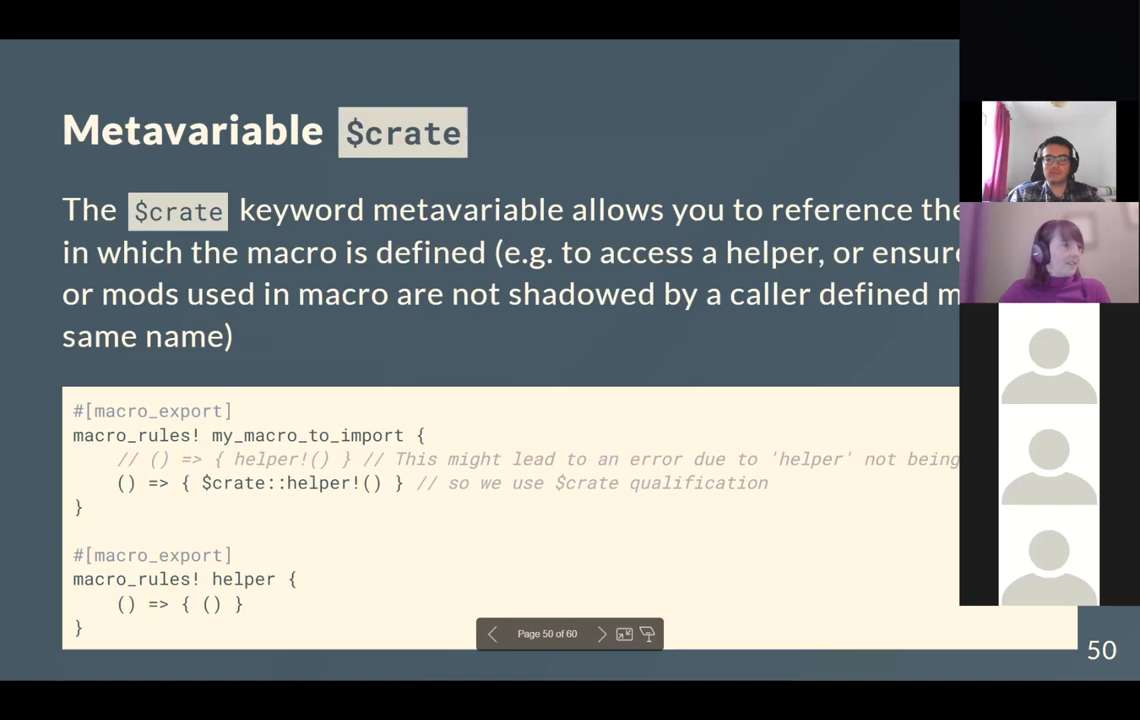 Metavariable $crate
The $crate keyword metavariable allows you to reference the
in which the macro is defined (e.g. to access a helper, or ensure
or mods used in macro are not shadowed by a caller defined m
same name)
#[macro_export]
macro_rules! my_macro_to_import {
// () => { helper!() } // This might lead to an error due to 'helper' not being
() => { $crate::helper!() } // so we use $crate qualification
}
#[macro_export]
macro_rules! helper {
() => { () }
}
Page 50 of 60
50